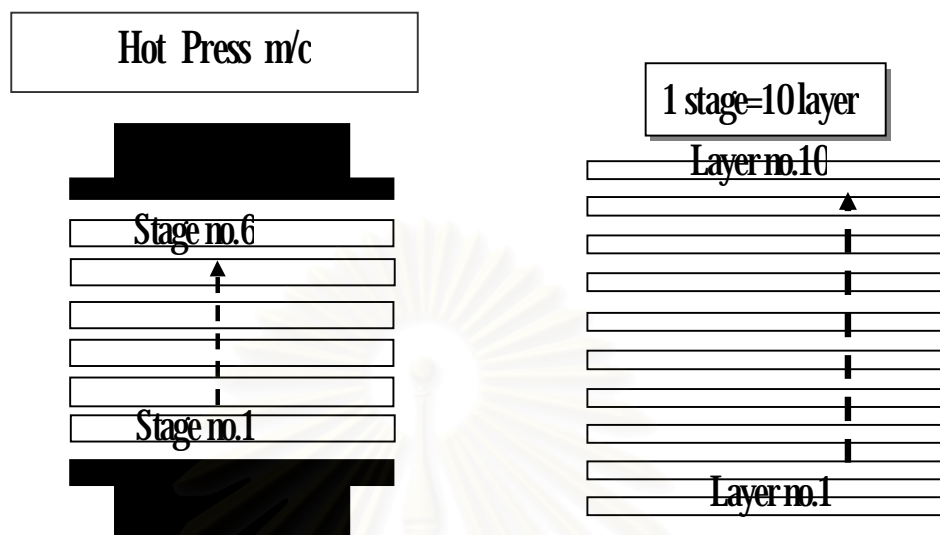 Hot Press m/c
Stage no.6
Stage no.1
1 stage=10 layer
Layer no.10
Layer no.1